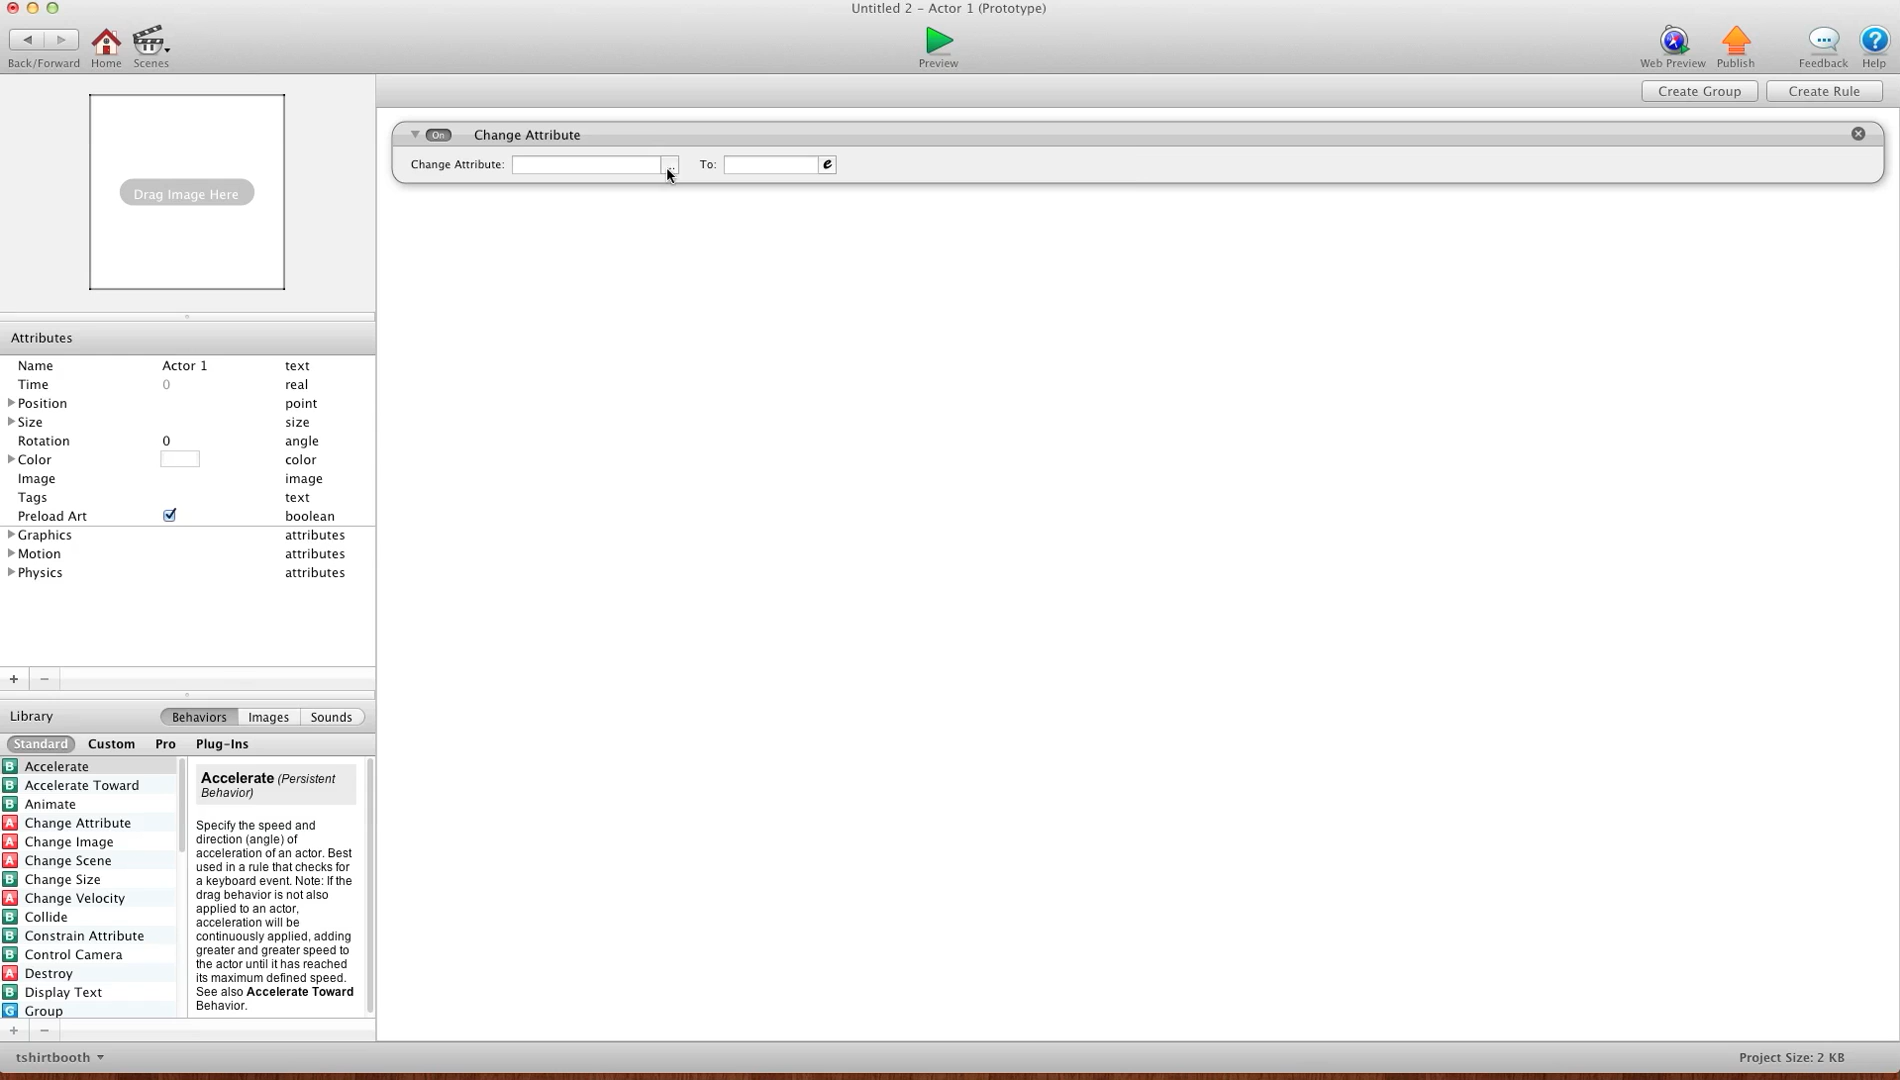 Untitled 2 – Actor 1 (Prototype)
Back/Forward Home Scenes Preview Web Preview Publish Feedback Help
Create Group Create Rule
On Change Attribute
Change Attribute: To: e
Drag Image Here
Attributes
Name Actor 1 text
Time 0 real
Position point
Size size
Rotation 0 angle
Color color
Image image
Tags text
Preload Art boolean
Graphics attributes
Motion attributes
Physics attributes
+ −
Library Behaviors Images Sounds
Standard Custom Pro Plug-Ins
B Accelerate
B Accelerate Toward
B Animate
A Change Attribute
A Change Image
A Change Scene
B Change Size
A Change Velocity
B Collide
B Constrain Attribute
B Control Camera
A Destroy
B Display Text
G Group
Accelerate (Persistent
Behavior)
Specify the speed and
direction (angle) of
acceleration of an actor. Best
used in a rule that checks for
a keyboard event. Note: If the
drag behavior is not also
applied to an actor,
acceleration will be
continuously applied, adding
greater and greater speed to
the actor until it has reached
its maximum defined speed.
See also Accelerate Toward
Behavior.
+ −
tshirtbooth
Project Size: 2 KB